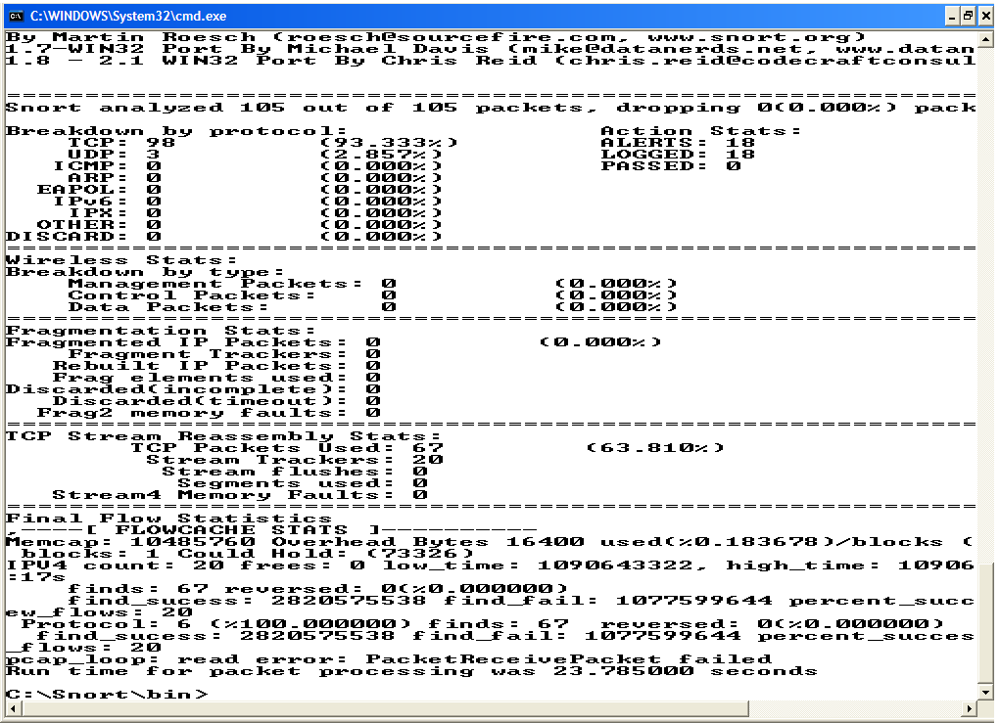 C:\WINDOWS\System32\cmd.exe
By Martin Roesch (roesch@sourcefire.com, www.snort.org)
1.7-WIN32 Port By Michael Davis (mike@datanerds.net, www.datan
1.8 - 2.1 WIN32 Port By Chris Reid (chris.reid@codecraftconsul
==============================================================
Snort analyzed 105 out of 105 packets, dropping 0(0.000%) pack
Breakdown by protocol:                Action Stats:
    TCP: 98         (93.333%)         ALERTS: 18
    UDP: 3          (2.857%)          LOGGED: 18
   ICMP: 0          (0.000%)          PASSED: 0
    ARP: 0          (0.000%)
  EAPOL: 0          (0.000%)
   IPv6: 0          (0.000%)
    IPX: 0          (0.000%)
  OTHER: 0          (0.000%)
DISCARD: 0          (0.000%)
==============================================================
Wireless Stats:
Breakdown by type:
    Management Packets: 0          (0.000%)
    Control Packets:    0          (0.000%)
    Data Packets:       0          (0.000%)
==============================================================
Fragmentation Stats:
Fragmented IP Packets: 0          (0.000%)
    Fragment Trackers: 0
   Rebuilt IP Packets: 0
   Frag elements used: 0
Discarded(incomplete): 0
   Discarded(timeout): 0
  Frag2 memory faults: 0
==============================================================
TCP Stream Reassembly Stats:
        TCP Packets Used: 67         (63.810%)
         Stream Trackers: 20
          Stream flushes: 0
           Segments used: 0
   Stream4 Memory Faults: 0
==============================================================
Final Flow Statistics
,----[ FLOWCACHE STATS ]----------
Memcap: 10485760 Overhead Bytes 16400 used(%0.183678)/blocks (
 blocks: 1 Could Hold: (73326)
IPV4 count: 20 frees: 0 low_time: 1090643322, high_time: 10906
:17s
    finds: 67 reversed: 0(%0.000000)
    find_sucess: 2820575538 find_fail: 1077599644 percent_succ
ew_flows: 20
 Protocol: 6 (%100.000000) finds: 67  reversed: 0(%0.000000)
  find_sucess: 2820575538 find_fail: 1077599644 percent_succes
_flows: 20
pcap_loop: read error: PacketReceivePacket failed
Run time for packet processing was 23.785000 seconds
C:\Snort\bin>